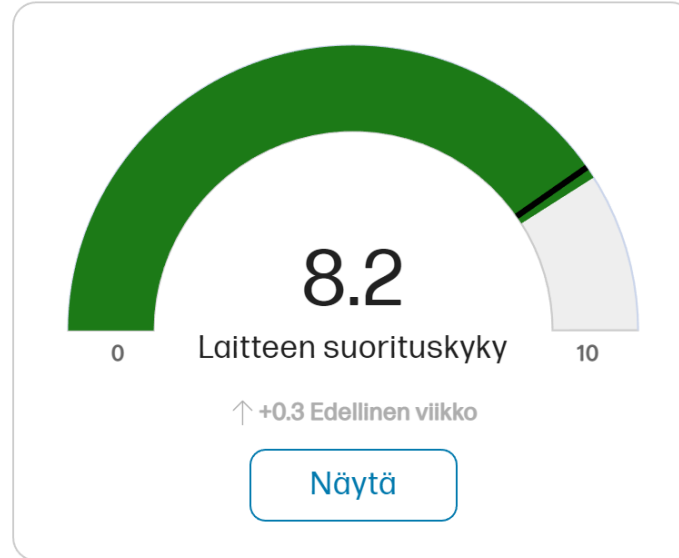 8.2
0
Laitteen suorituskyky
10
↑ +0.3 Edellinen viikko
Näytä